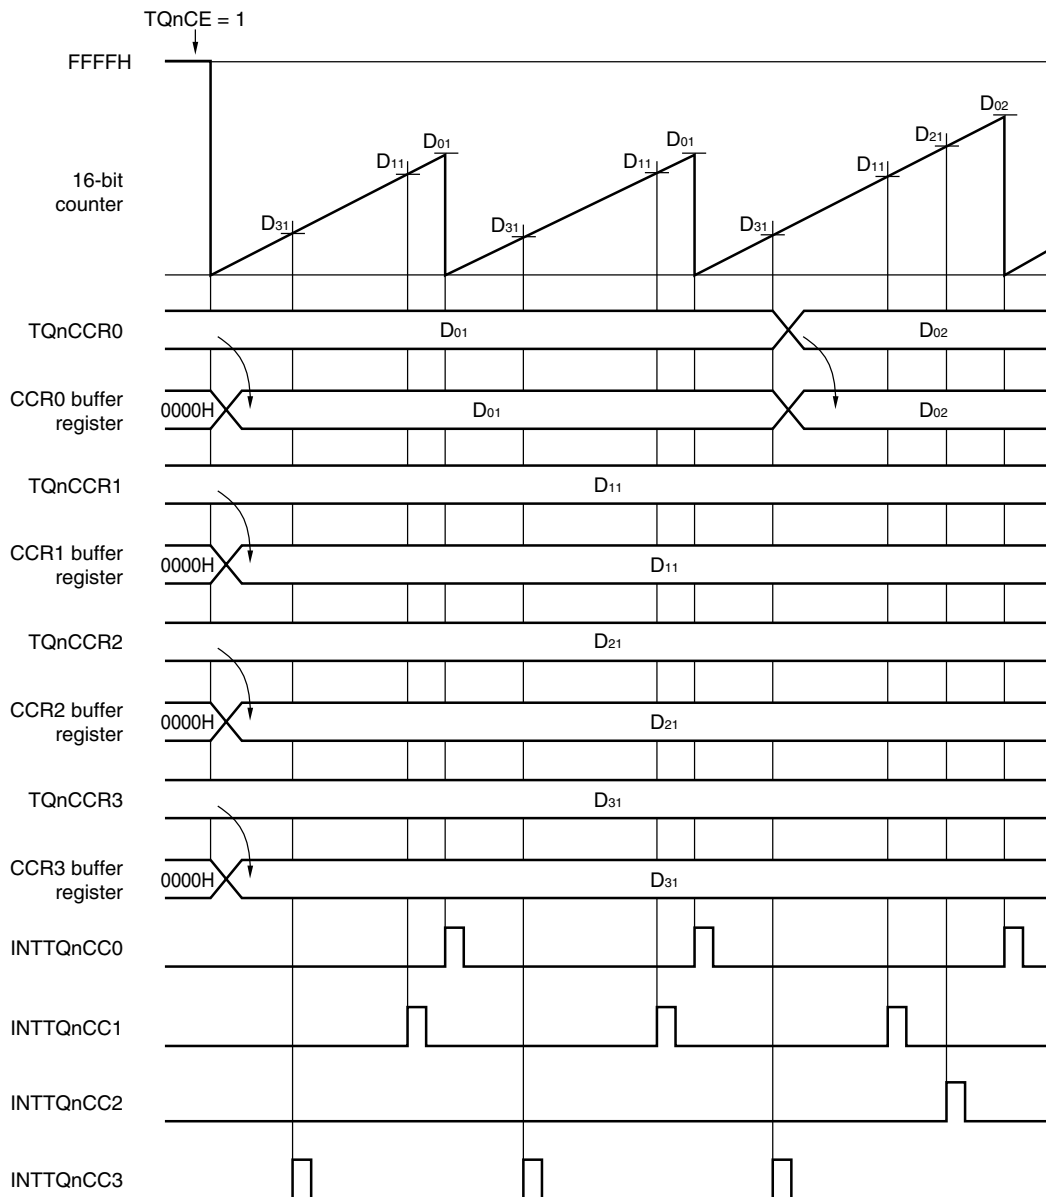 TQnCE = 1
FFFFH
16-bit
counter
D31
D11
D01
D31
D11
D01
D31
D11
D21
D02
TQnCCR0
D01
D02
CCR0 buffer
register
0000H
D01
D02
TQnCCR1
D11
CCR1 buffer
register
0000H
D11
TQnCCR2
D21
CCR2 buffer
register
0000H
D21
TQnCCR3
D31
CCR3 buffer
register
0000H
D31
INTTQnCC0
INTTQnCC1
INTTQnCC2
INTTQnCC3